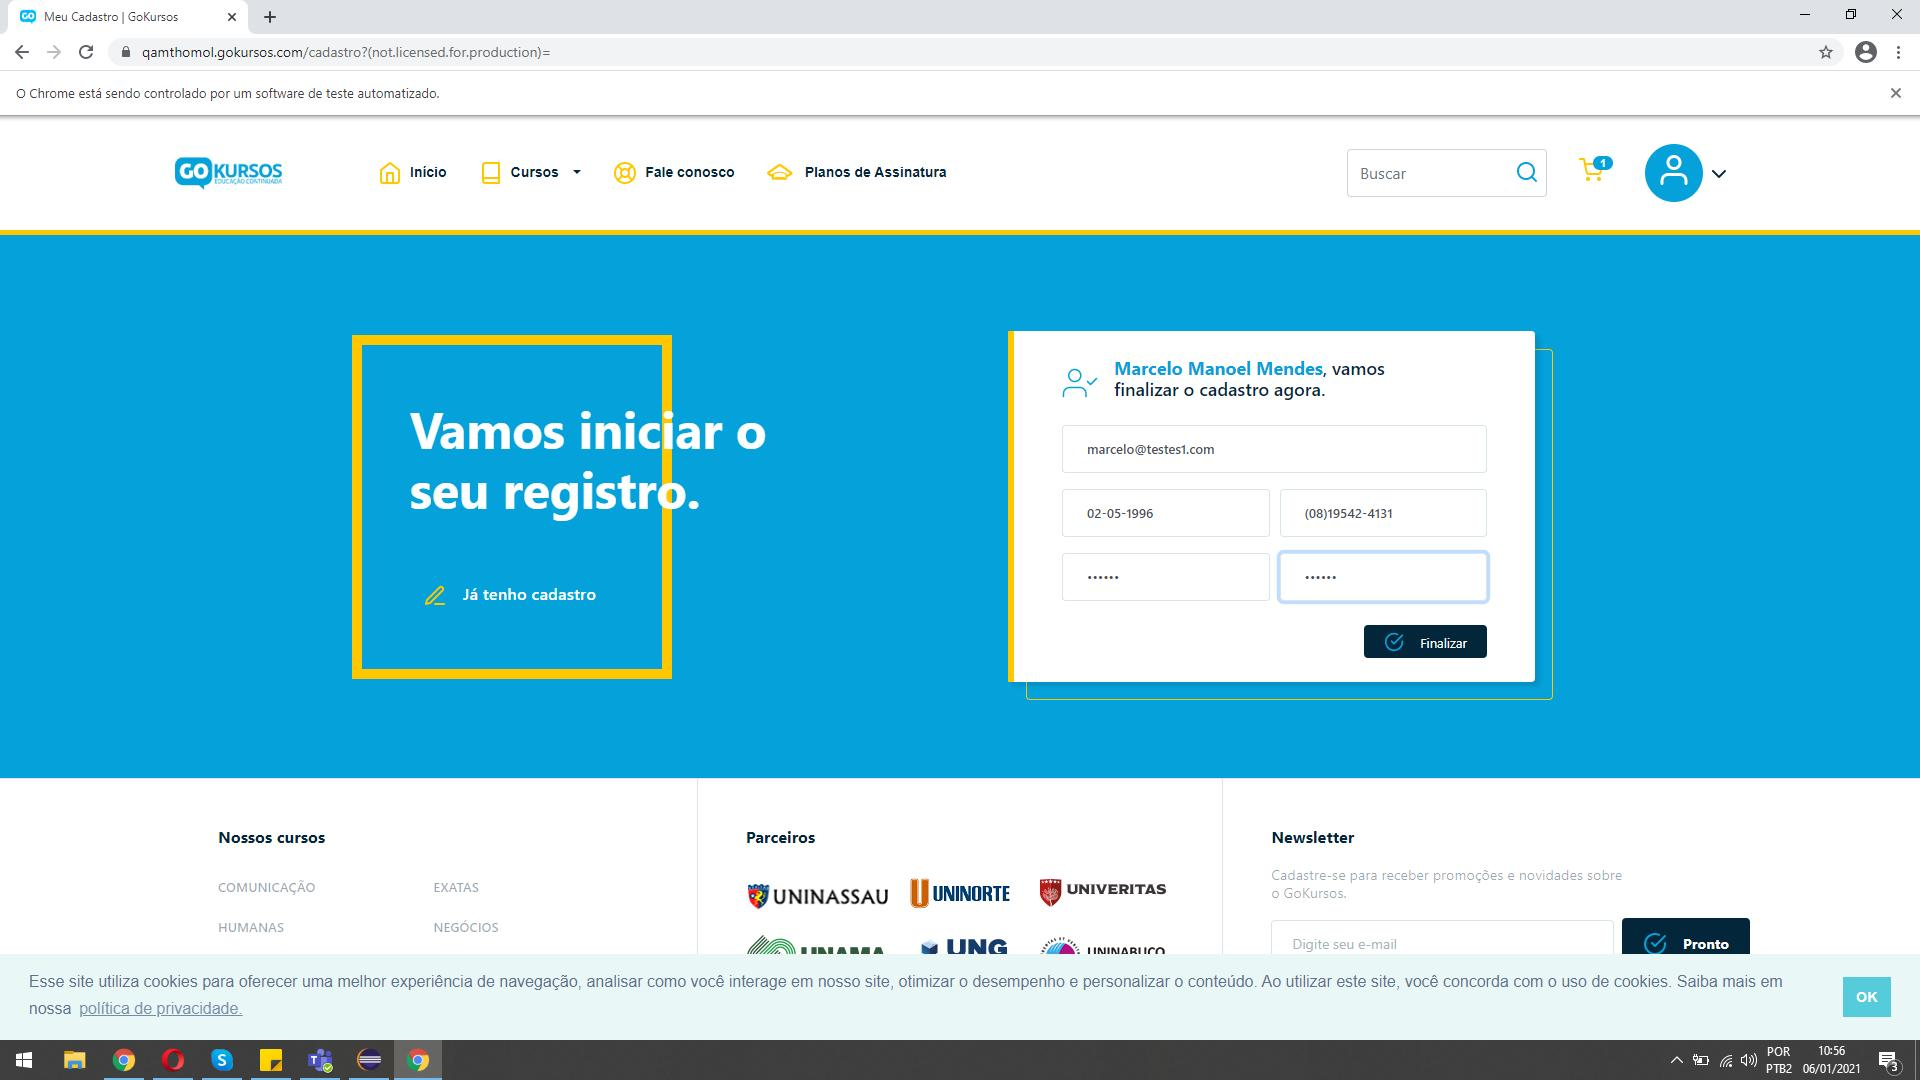 Meu Cadastro | GoKursos
qamthomol.gokursos.com/cadastro?(not.licensed.for.production)=
O Chrome está sendo controlado por um software de teste automatizado.
GO KURSOS
EDUCAÇÃO CONTINUADA
Início
Cursos
Fale conosco
Planos de Assinatura
Buscar
1
Vamos iniciar o
seu registro.
Já tenho cadastro
Marcelo Manoel Mendes, vamos
finalizar o cadastro agora.
marcelo@testes1.com
02-05-1996
(08)19542-4131
••••••
••••••
Finalizar
Nossos cursos
COMUNICAÇÃO
EXATAS
HUMANAS
NEGÓCIOS
Parceiros
UNINASSAU
UNINORTE
UNIVERITAS
UNAMA
UNG
UNINABUCO
Newsletter
Cadastre-se para receber promoções e novidades sobre
o GoKursos.
Digite seu e-mail
Pronto
Esse site utiliza cookies para oferecer uma melhor experiência de navegação, analisar como você interage em nosso site, otimizar o desempenho e personalizar o conteúdo. Ao utilizar este site, você concorda com o uso de cookies. Saiba mais em
nossa política de privacidade.
OK
POR
PTB2
10:56
06/01/2021
3